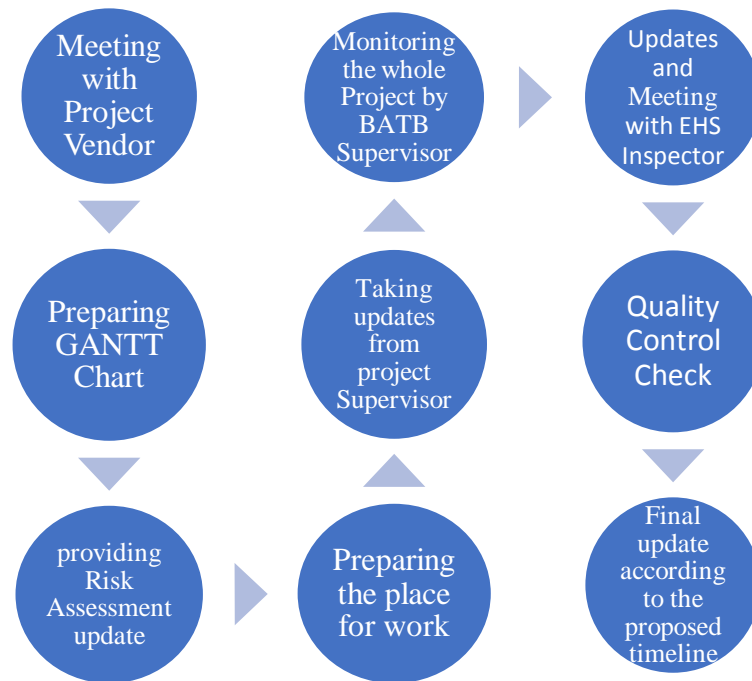 Meeting
with
Project
Vendor
Preparing
GANTT
Chart
providing
Risk
Assessment
update
Preparing
the place
for work
Taking
updates
from
project
Supervisor
Monitoring
the whole
Project by
BATB
Supervisor
Updates
and
Meeting
with EHS
Inspector
Quality
Control
Check
Final
update
according
to the
proposed
timeline